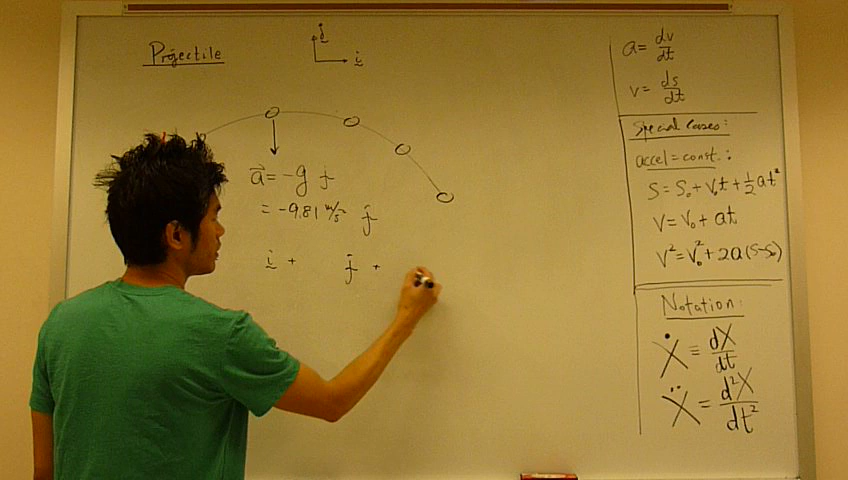 Projectile
j
i
a⃗ = -g j
= -9.81 m/s² j
i + j +
a = dv/dt
v = ds/dt
Special Cases:
accel = const. :
S = S₀ + V₀t + ½at²
V = V₀ + at
V² = V₀² + 2a(S-S₀)
Notation:
Ẋ ≡ dX/dt
Ẍ = d²X/dt²